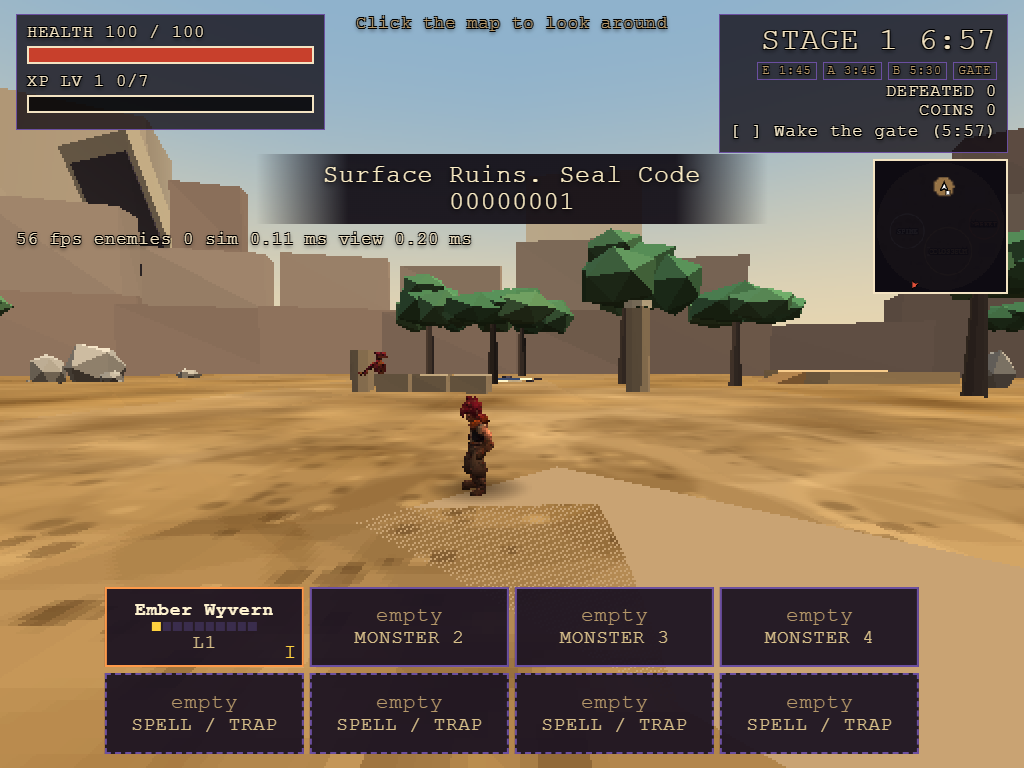 HEALTH 100 / 100
XP LV 1 0/7
Click the map to look around
STAGE 1 6:57
E 1:45 A 3:45 B 5:30 GATE
DEFEATED 0
COINS 0
[ ] Wake the gate (5:57)
Surface Ruins. Seal Code
00000001
56 fps enemies 0 sim 0.11 ms view 0.20 ms
Ember Wyvern
L1
I
empty
MONSTER 2
empty
MONSTER 3
empty
MONSTER 4
empty
SPELL / TRAP
empty
SPELL / TRAP
empty
SPELL / TRAP
empty
SPELL / TRAP